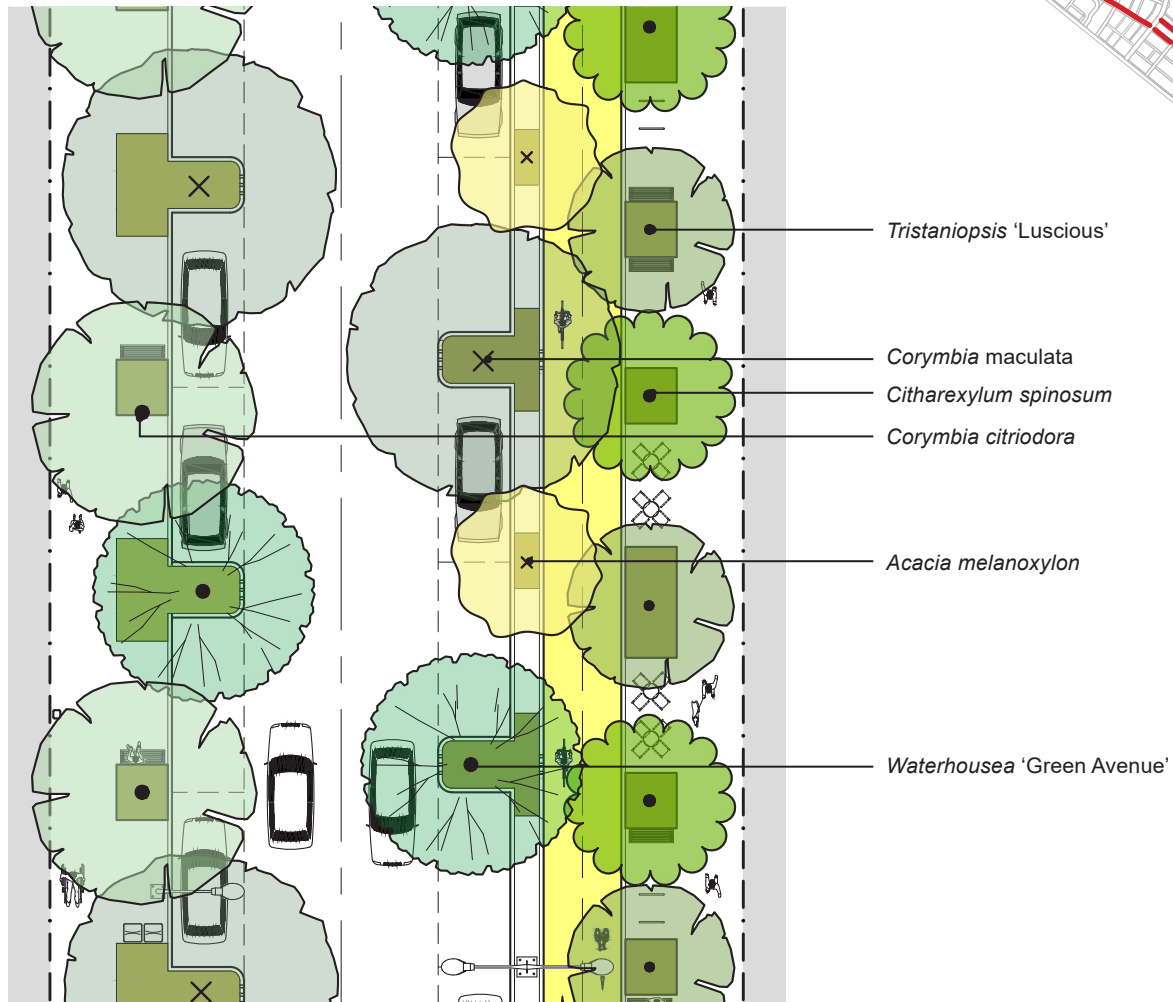 Tristaniopsis ‘Luscious’
Corymbia maculata
Citharexylum spinosum
Corymbia citriodora
Acacia melanoxylon
Waterhousea ‘Green Avenue’